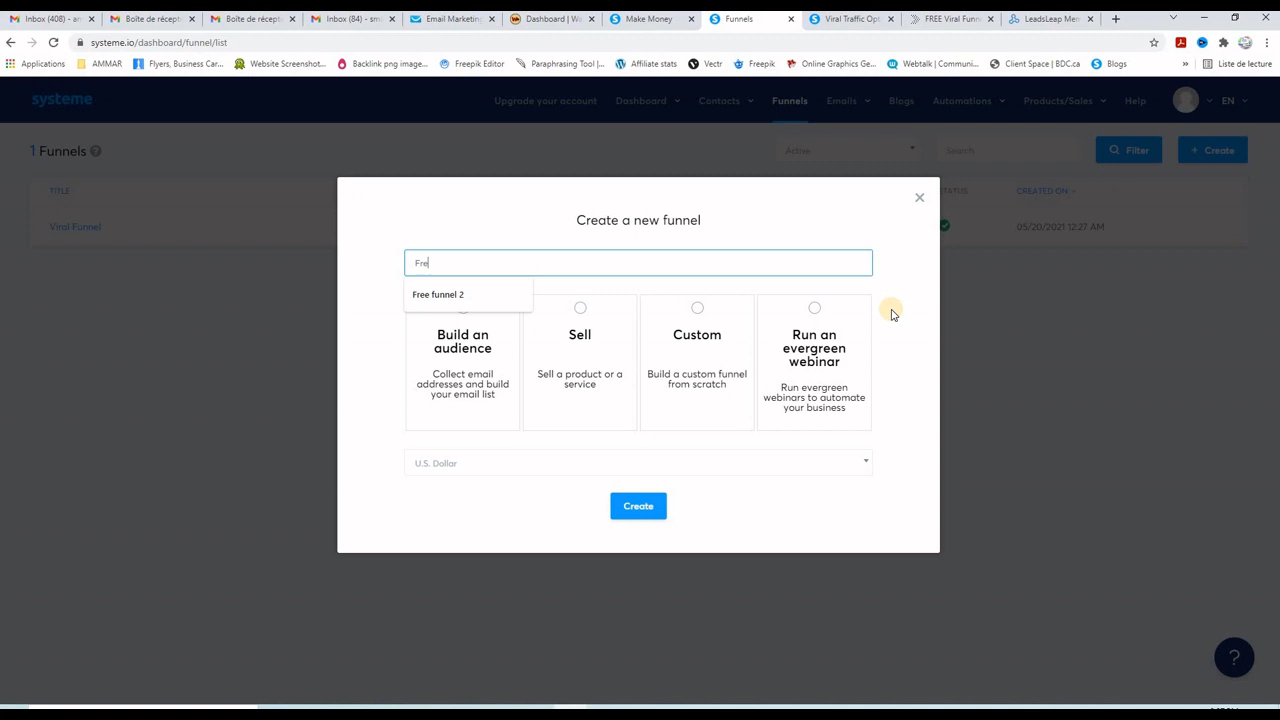 Inbox (408) - an
Boîte de récept
Boîte de récept
Inbox (84) - sm
Email Marketing
Dashboard | We
Make Money
Funnels
Viral Traffic Opt
FREE Viral Funn
LeadsLeap Mem
systeme.io/dashboard/funnel/list
Applications
AMMAR
Flyers, Business Car...
Website Screenshot...
Backlink png image...
Freepik Editor
Paraphrasing Tool |...
Affiliate stats
Vectr
Freepik
Online Graphics Ge...
Webtalk | Communi...
Client Space | BDC.ca
Blogs
»
Liste de lecture
systeme
Upgrade your account
Dashboard
Contacts
Funnels
Emails
Blogs
Automations
Products/Sales
Help
EN
1 Funnels ?
Active
Search
Filter
+ Create
TITLE
STATUS
CREATED ON
Viral Funnel
05/20/2021 12:27 AM
Create a new funnel
Fre
Free funnel 2
Build an
audience
Collect email
addresses and build
your email list
Sell
Sell a product or a
service
Custom
Build a custom funnel
from scratch
Run an
evergreen
webinar
Run evergreen
webinars to automate
your business
U.S. Dollar
Create
?